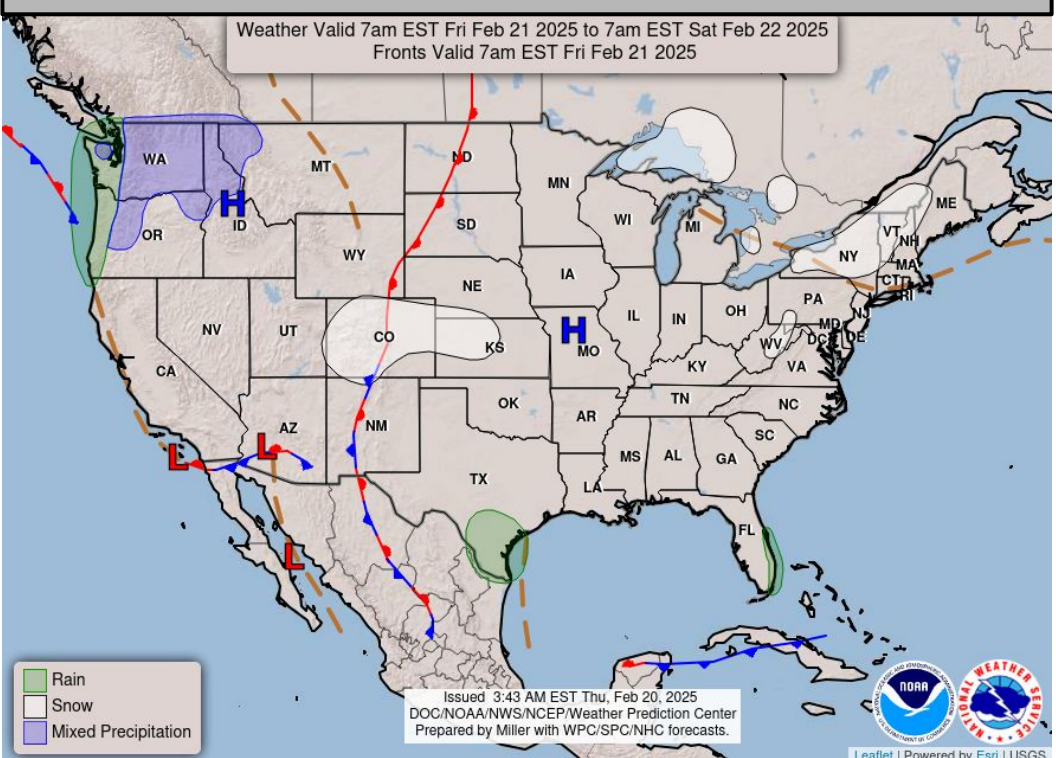 Weather Valid 7am EST Fri Feb 21 2025 to 7am EST Sat Feb 22 2025
Fronts Valid 7am EST Fri Feb 21 2025
WA
MT
ND
MN
ME
OR
H
ID
SD
WI
MI
VT
NH
WY
NY
MA
IA
CT
RI
NE
PA
NV
UT
CO
KS
H
MO
IL
IN
OH
NJ
MD
DE
DC
WV
VA
CA
KY
TN
NC
AZ
NM
OK
AR
SC
L
L
MS
AL
GA
TX
LA
FL
L
Rain
Snow
Mixed Precipitation
Issued 3:43 AM EST Thu, Feb 20, 2025
DOC/NOAA/NWS/NCEP/Weather Prediction Center
Prepared by Miller with WPC/SPC/NHC forecasts.
NOAA
NATIONAL WEATHER SERVICE
Leaflet | Powered by Esri | USGS